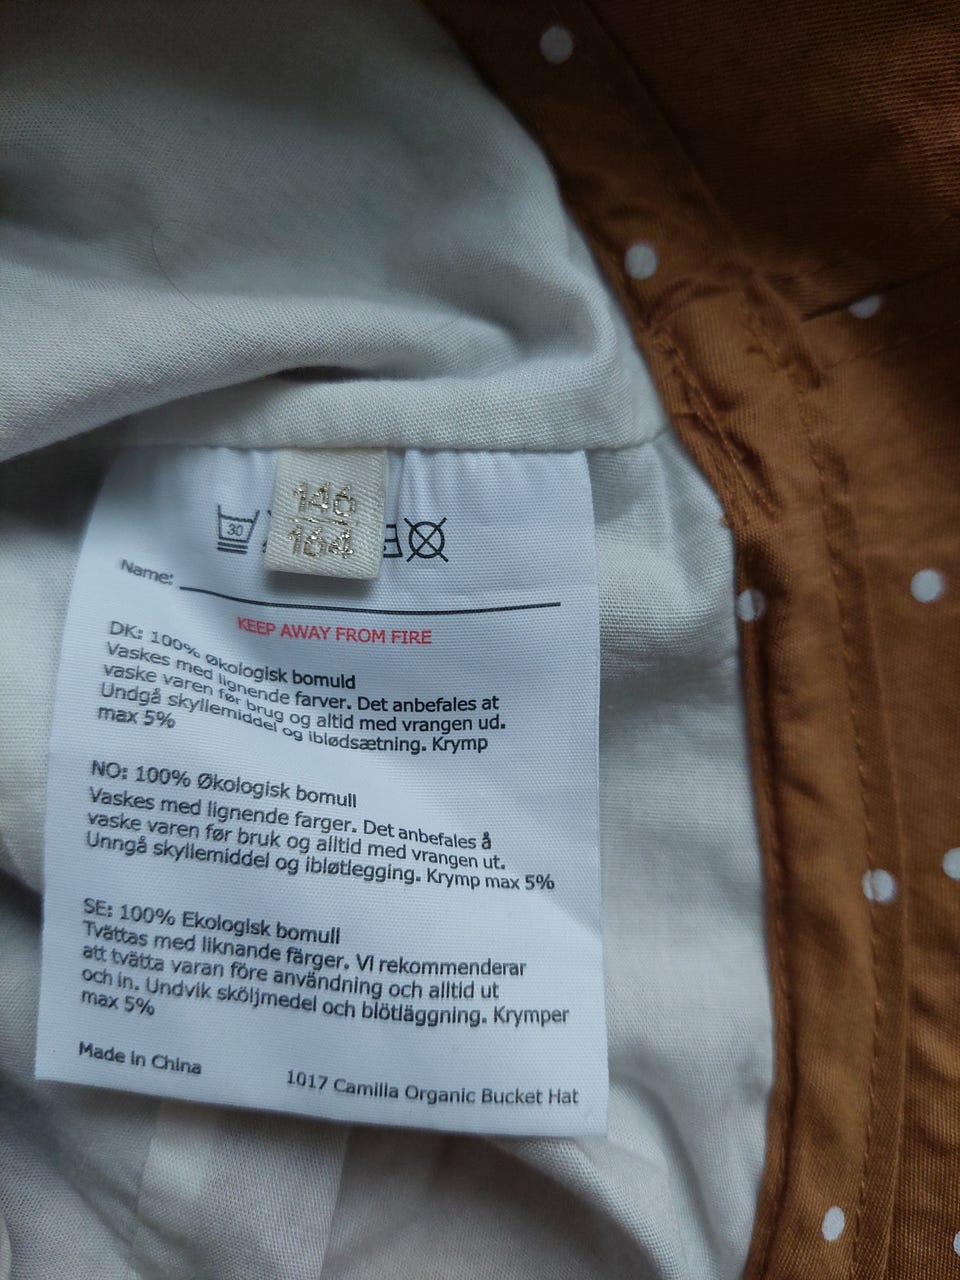 146
164
30
Name:
KEEP AWAY FROM FIRE
DK: 100% Økologisk bomuld
Vaskes med lignende farver. Det anbefales at
vaske varen før brug og altid med vrangen ud.
Undgå skyllemiddel og iblødsætning. Krymp
max 5%
NO: 100% Økologisk bomull
Vaskes med lignende farger. Det anbefales å
vaske varen før bruk og alltid med vrangen ut.
Unngå skyllemiddel og ibløtlegging. Krymp max 5%
SE: 100% Ekologisk bomull
Tvättas med liknande färger. Vi rekommenderar
att tvätta varan före användning och alltid ut
och in. Undvik sköljmedel och blötläggning. Krymper
max 5%
Made in China
1017 Camilla Organic Bucket Hat